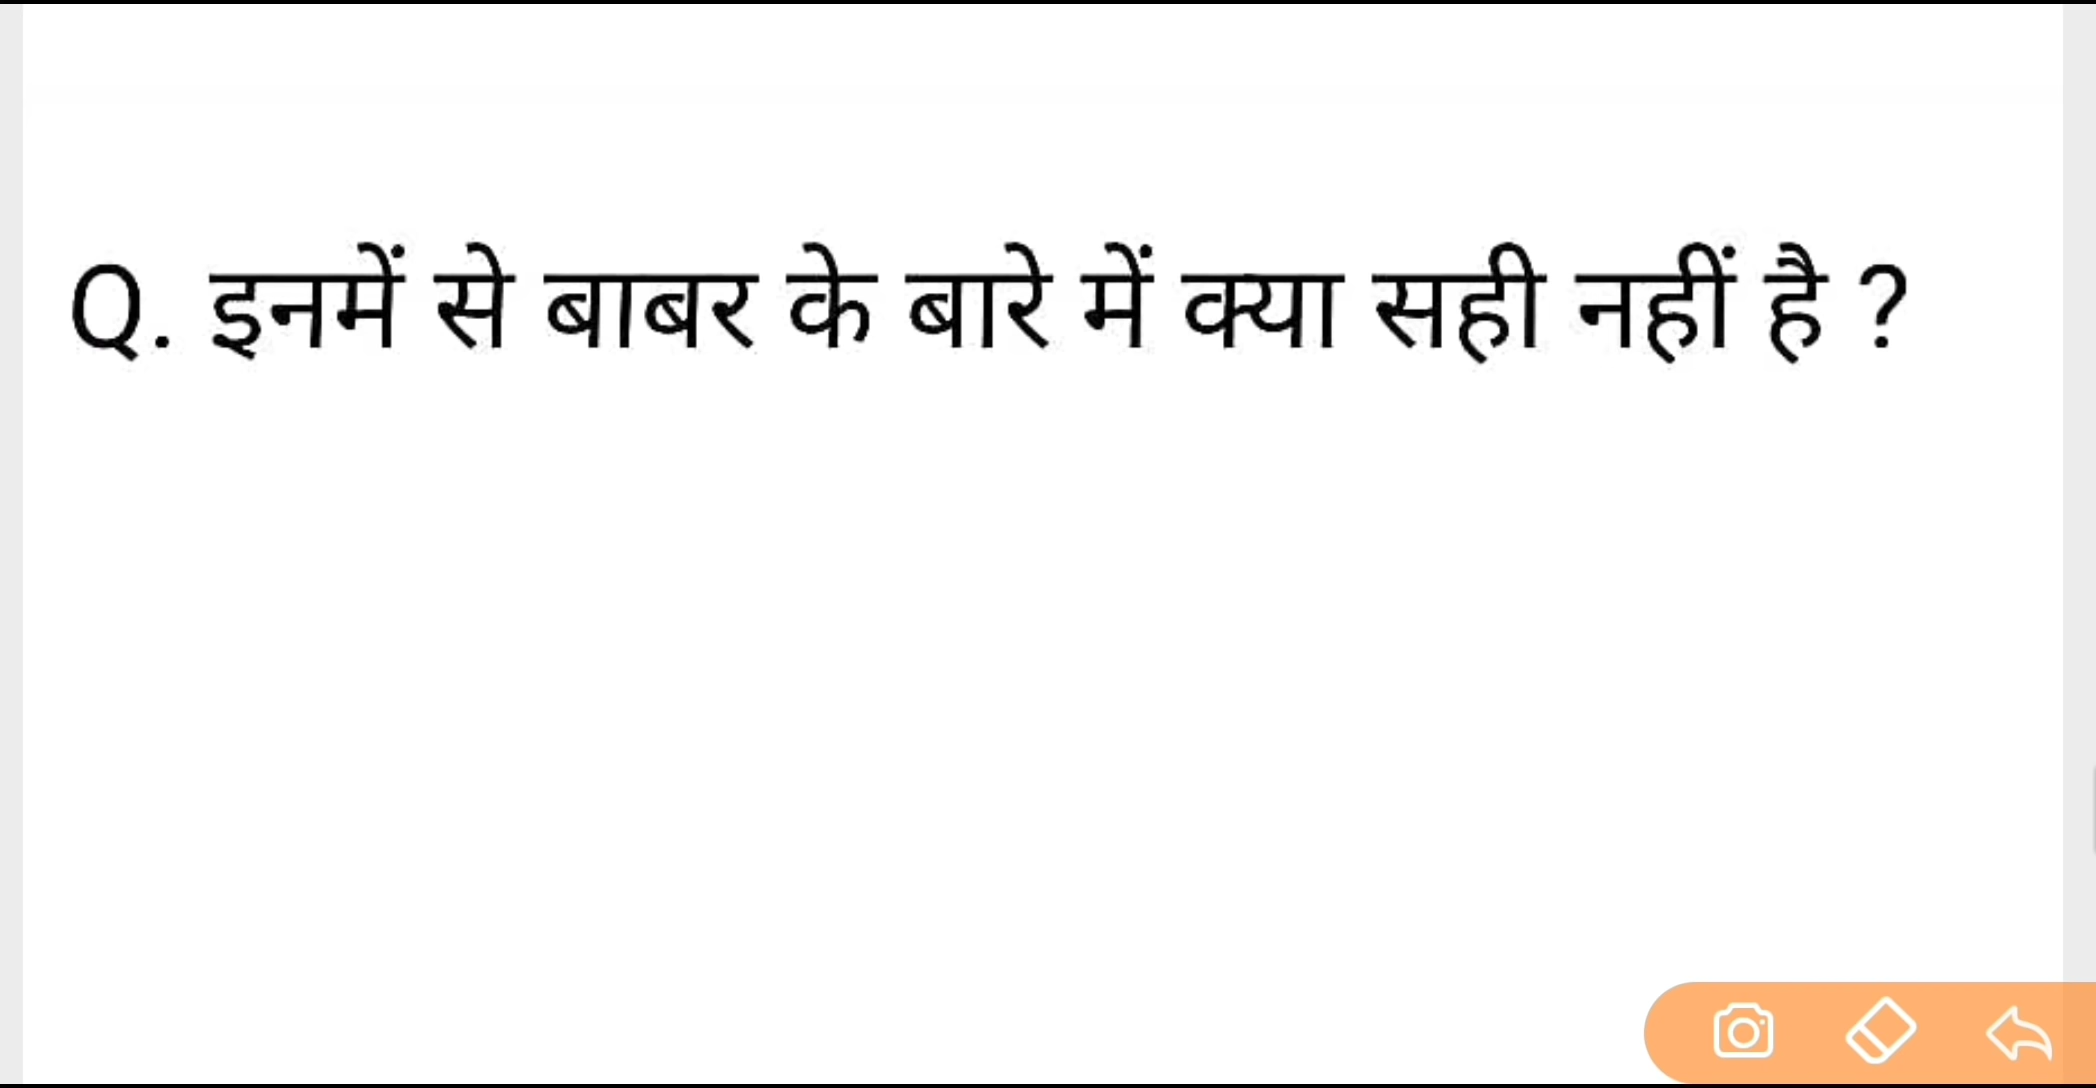 Q. इनमें से बाबर के बारे में क्या सही नहीं है ?